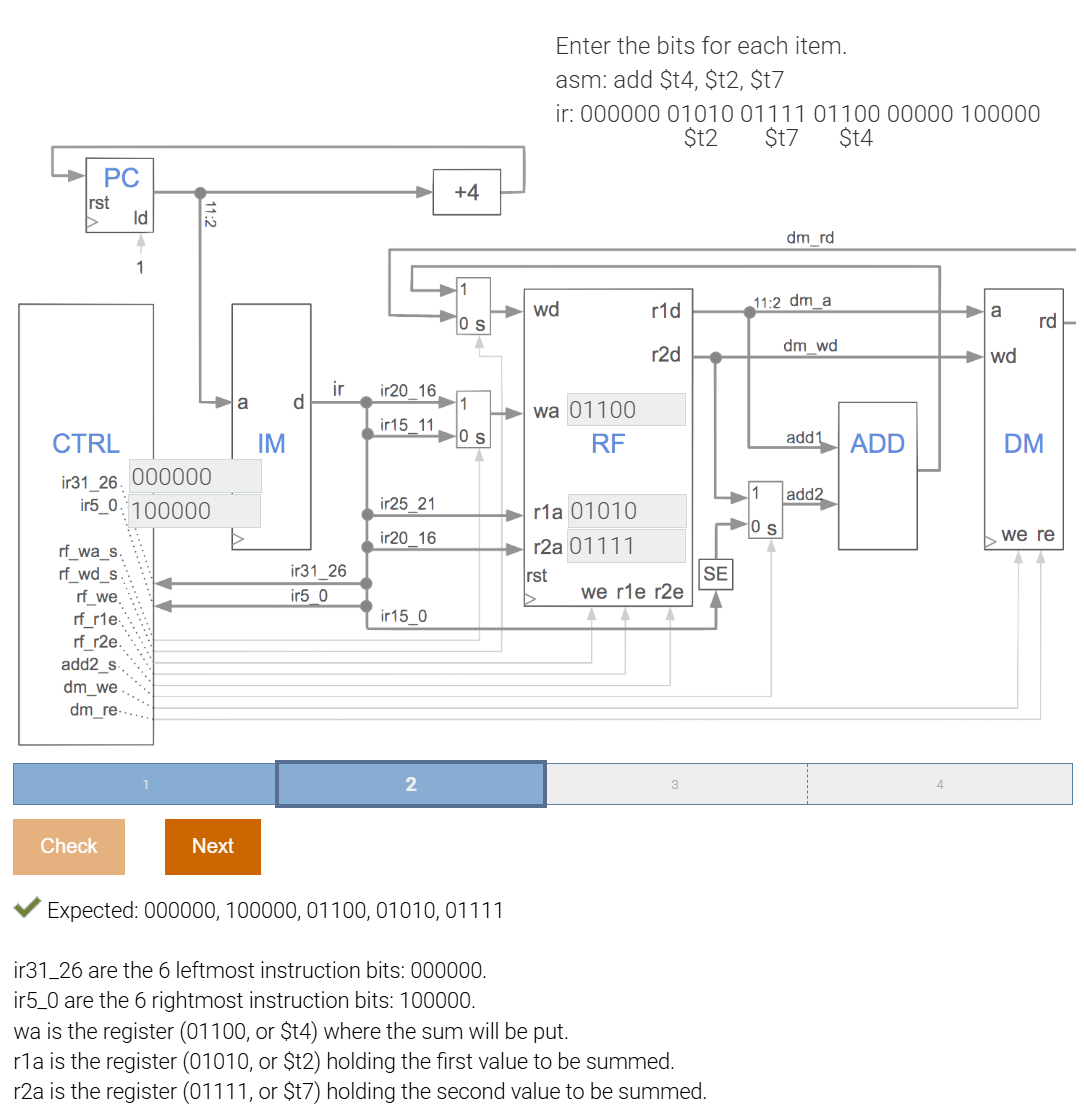 Enter the bits for each item.
asm: add $t4, $t2, $t7
ir: 000000 01010 01111 01100 00000 100000
$t2 $t7 $t4
PC
rst
ld
11:2
+4
1
dm_rd
1
0 s
wd
r1d
11:2 dm_a
a
rd
r2d
dm_wd
wd
a
d
ir
ir20_16
1
wa 01100
ir15_11
0 s
CTRL
IM
RF
add1
ADD
DM
ir31_26
000000
ir5_0
100000
ir25_21
r1a 01010
1
add2
0 s
ir20_16
r2a 01111
we re
rf_wa_s
rf_wd_s
ir31_26
rst
SE
rf_we
ir5_0
we r1e r2e
rf_r1e
ir15_0
rf_r2e
add2_s
dm_we
dm_re
1
2
3
4
Check
Next
Expected: 000000, 100000, 01100, 01010, 01111
ir31_26 are the 6 leftmost instruction bits: 000000.
ir5_0 are the 6 rightmost instruction bits: 100000.
wa is the register (01100, or $t4) where the sum will be put.
r1a is the register (01010, or $t2) holding the first value to be summed.
r2a is the register (01111, or $t7) holding the second value to be summed.